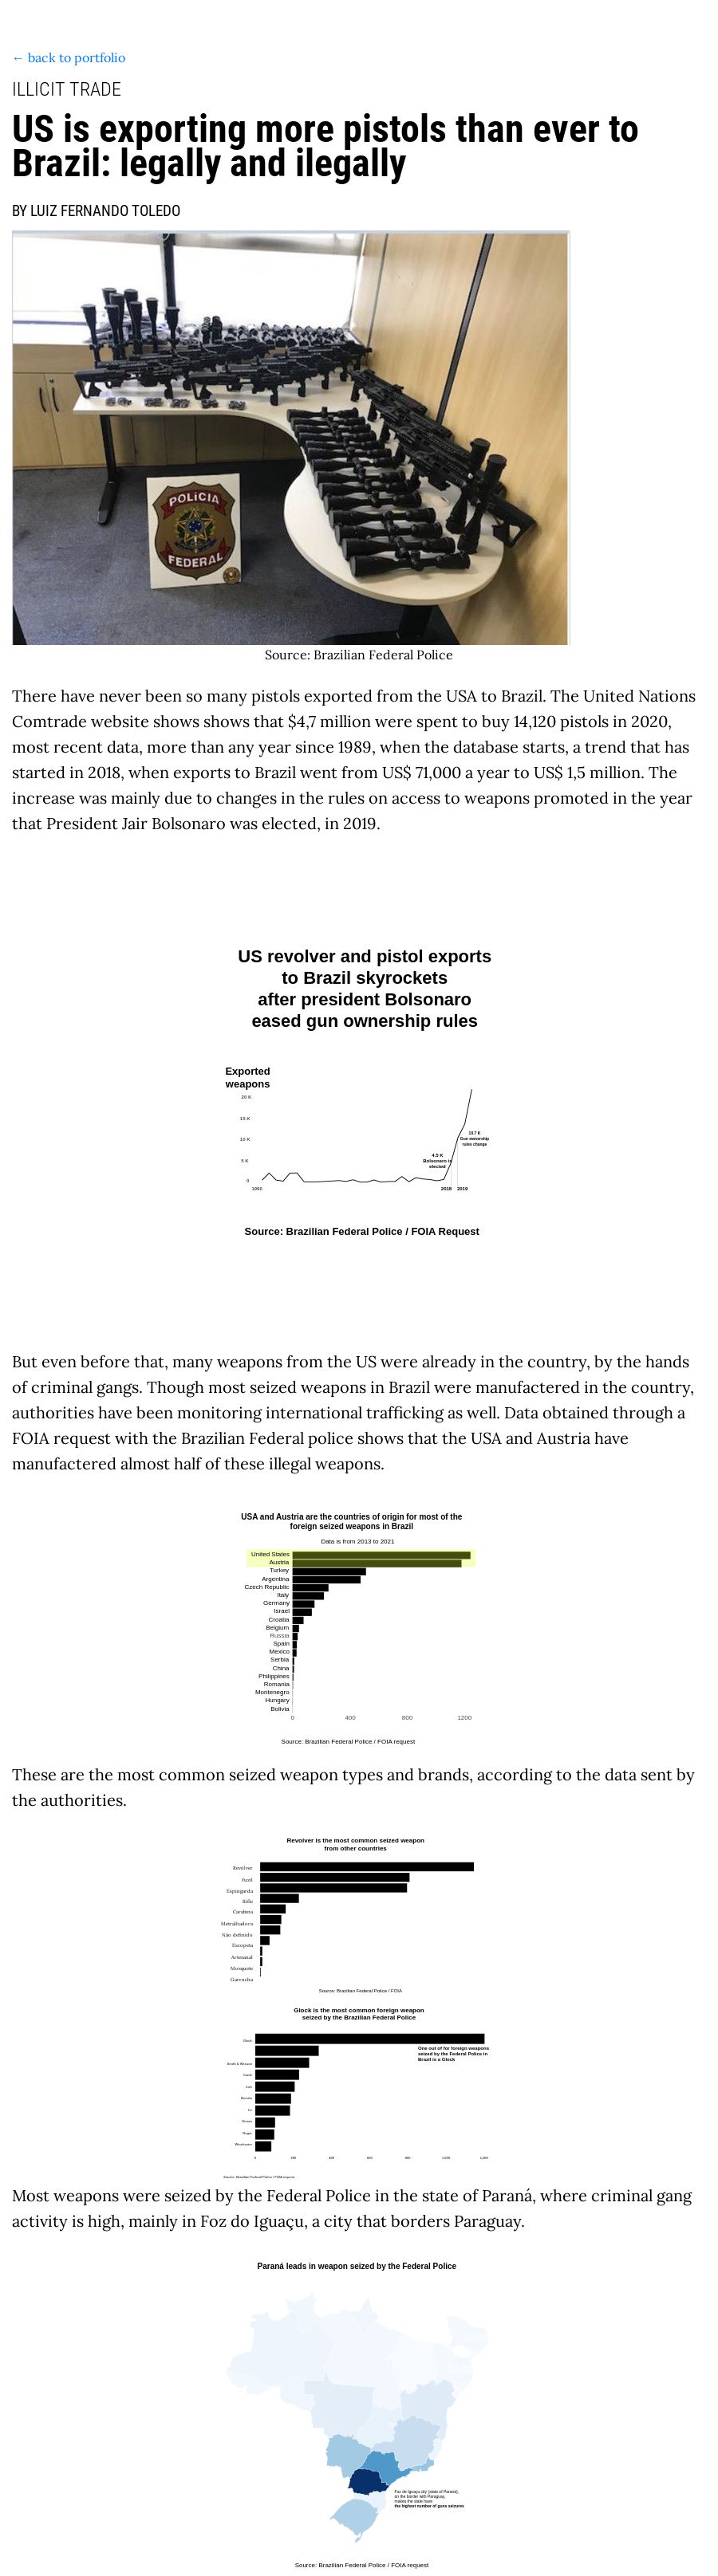 ← back to portfolio
ILLICIT TRADE
US is exporting more pistols than ever to
Brazil: legally and ilegally
BY LUIZ FERNANDO TOLEDO
POLÍCIA
FEDERAL
Source: Brazilian Federal Police
There have never been so many pistols exported from the USA to Brazil. The United Nations
Comtrade website shows shows that $4,7 million were spent to buy 14,120 pistols in 2020,
most recent data, more than any year since 1989, when the database starts, a trend that has
started in 2018, when exports to Brazil went from US$ 71,000 a year to US$ 1,5 million. The
increase was mainly due to changes in the rules on access to weapons promoted in the year
that President Jair Bolsonaro was elected, in 2019.
US revolver and pistol exports
to Brazil skyrockets
after president Bolsonaro
eased gun ownership rules
Exported
weapons
20 K
15 K
10 K
5 K
0
10.7 K
Gun ownership
rules change
4.5 K
Bolsonaro is
elected
1990
2018
2019
Source: Brazilian Federal Police / FOIA Request
But even before that, many weapons from the US were already in the country, by the hands
of criminal gangs. Though most seized weapons in Brazil were manufactured in the country,
authorities have been monitoring international trafficking as well. Data obtained through a
FOIA request with the Brazilian Federal police shows that the USA and Austria have
manufactered almost half of these illegal weapons.
USA and Austria are the countries of origin for most of the
foreign seized weapons in Brazil
Data is from 2013 to 2021
United States
Austria
Turkey
Argentina
Czech Republic
Italy
Germany
Israel
Croatia
Belgium
Russia
Spain
Mexico
Serbia
China
Philippines
Romania
Montenegro
Hungary
Bolivia
0
400
800
1200
Source: Brazilian Federal Police / FOIA request
These are the most common seized weapon types and brands, according to the data sent by
the authorities.
Revolver is the most common seized weapon
from other countries
Revolver
Fuzil
Espingarda
Rifle
Carabina
Metralhadora
Não definido
Escopeta
Artesanal
Mosquete
Garrucha
Source: Brazilian Federal Police / FOIA
Glock is the most common foreign weapon
seized by the Brazilian Federal Police
Glock
One out of for foreign weapons
seized by the Federal Police in
Brazil is a Glock
Smith & Wesson
Canik
Colt
Bersa
Ruger
Winchester
0
200
400
600
800
1,000
1,200
Source: Brazilian Federal Police / FOIA request
Most weapons were seized by the Federal Police in the state of Paraná, where criminal gang
activity is high, mainly in Foz do Iguaçu, a city that borders Paraguay.
Paraná leads in weapon seized by the Federal Police
Foz do Iguaçu city (state of Paraná),
on the border with Paraguay,
makes the state have
the highest number of guns seizures
Source: Brazilian Federal Police / FOIA request